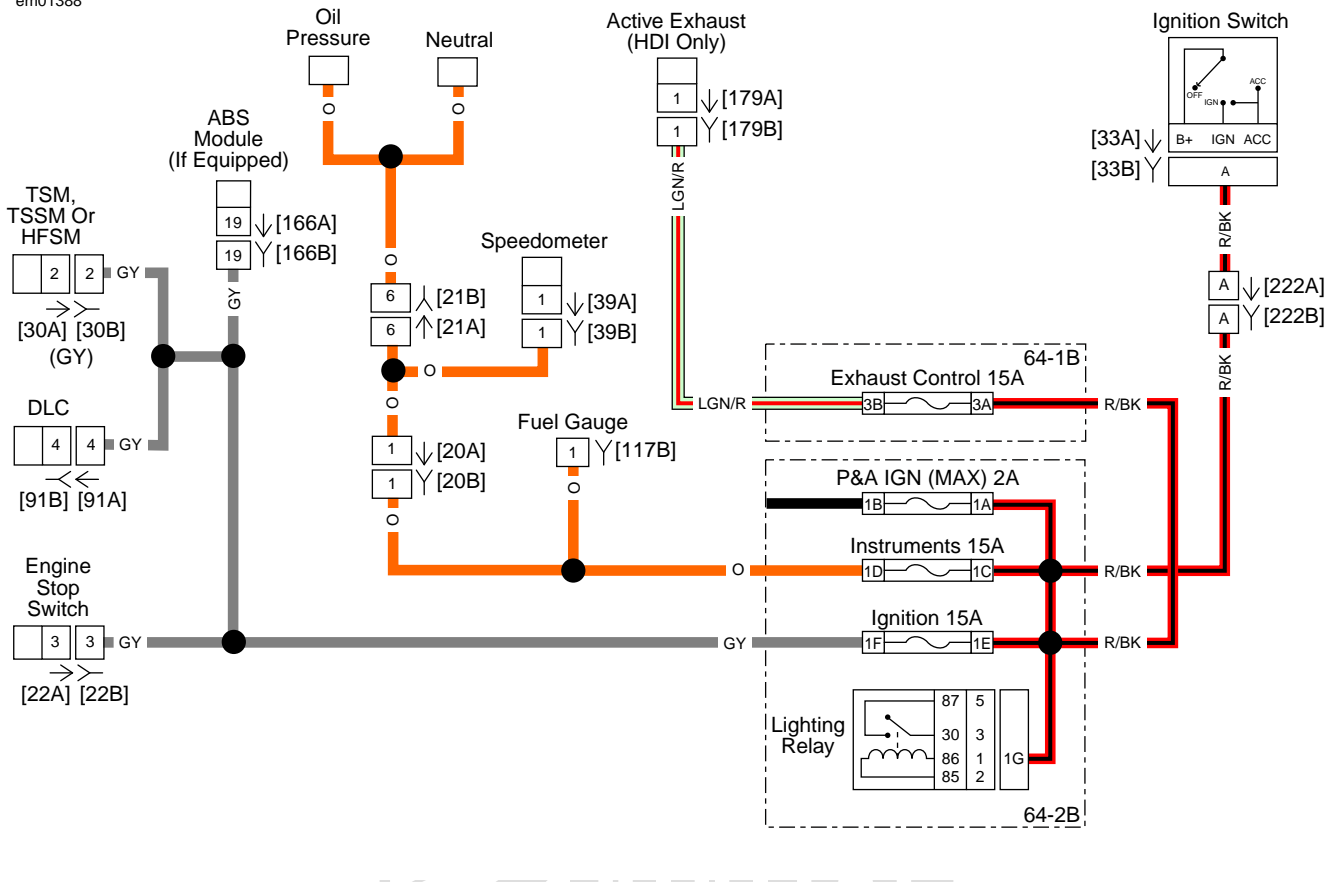 em01388
Oil
Pressure
Neutral
Active Exhaust
(HDI Only)
Ignition Switch
O
O
1
[179A]
1
[179B]
OFF
IGN
ACC
[33A]
B+ IGN ACC
[33B]
A
ABS
Module
(If Equipped)
LGN/R
R/BK
TSM,
TSSM Or
HFSM
19
[166A]
19
[166B]
O
Speedometer
2
2
GY
GY
[30A] [30B]
(GY)
6
[21B]
6
[21A]
1
[39A]
1
[39B]
A
[222A]
A
[222B]
O
O
R/BK
64-1B
Exhaust Control 15A
LGN/R
3B
3A
R/BK
DLC
4
4
GY
[91B] [91A]
1
[20A]
1
[20B]
Fuel Gauge
1
[117B]
O
O
P&A IGN (MAX) 2A
1B
1A
Instruments 15A
O
1D
1C
R/BK
Engine
Stop
Switch
3
3
GY
[22A] [22B]
Ignition 15A
GY
1F
1E
R/BK
Lighting
Relay
87 5
30 3
86 1
85 2
1G
64-2B